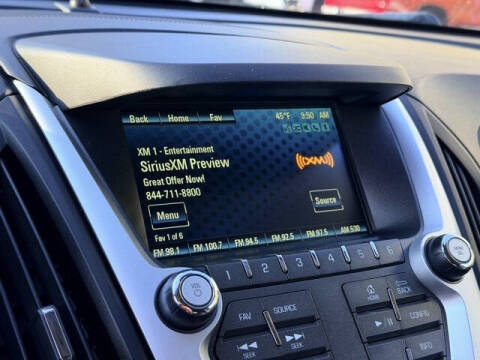 Back Home Fav 45°F 9:50 AM
XM 1 - Entertainment
SiriusXM Preview
Great Offer Now!
844-711-8800
((XM))
Menu Source
Fav 1 of 6
FM 98.1 FM 100.7 FM 94.5 FM 92.5 FM 97.5 AM 530
1 2 3 4 5 6
VOL MENU
FAV SOURCE HOME BACK
CONFIG
SEEK SEEK INFO